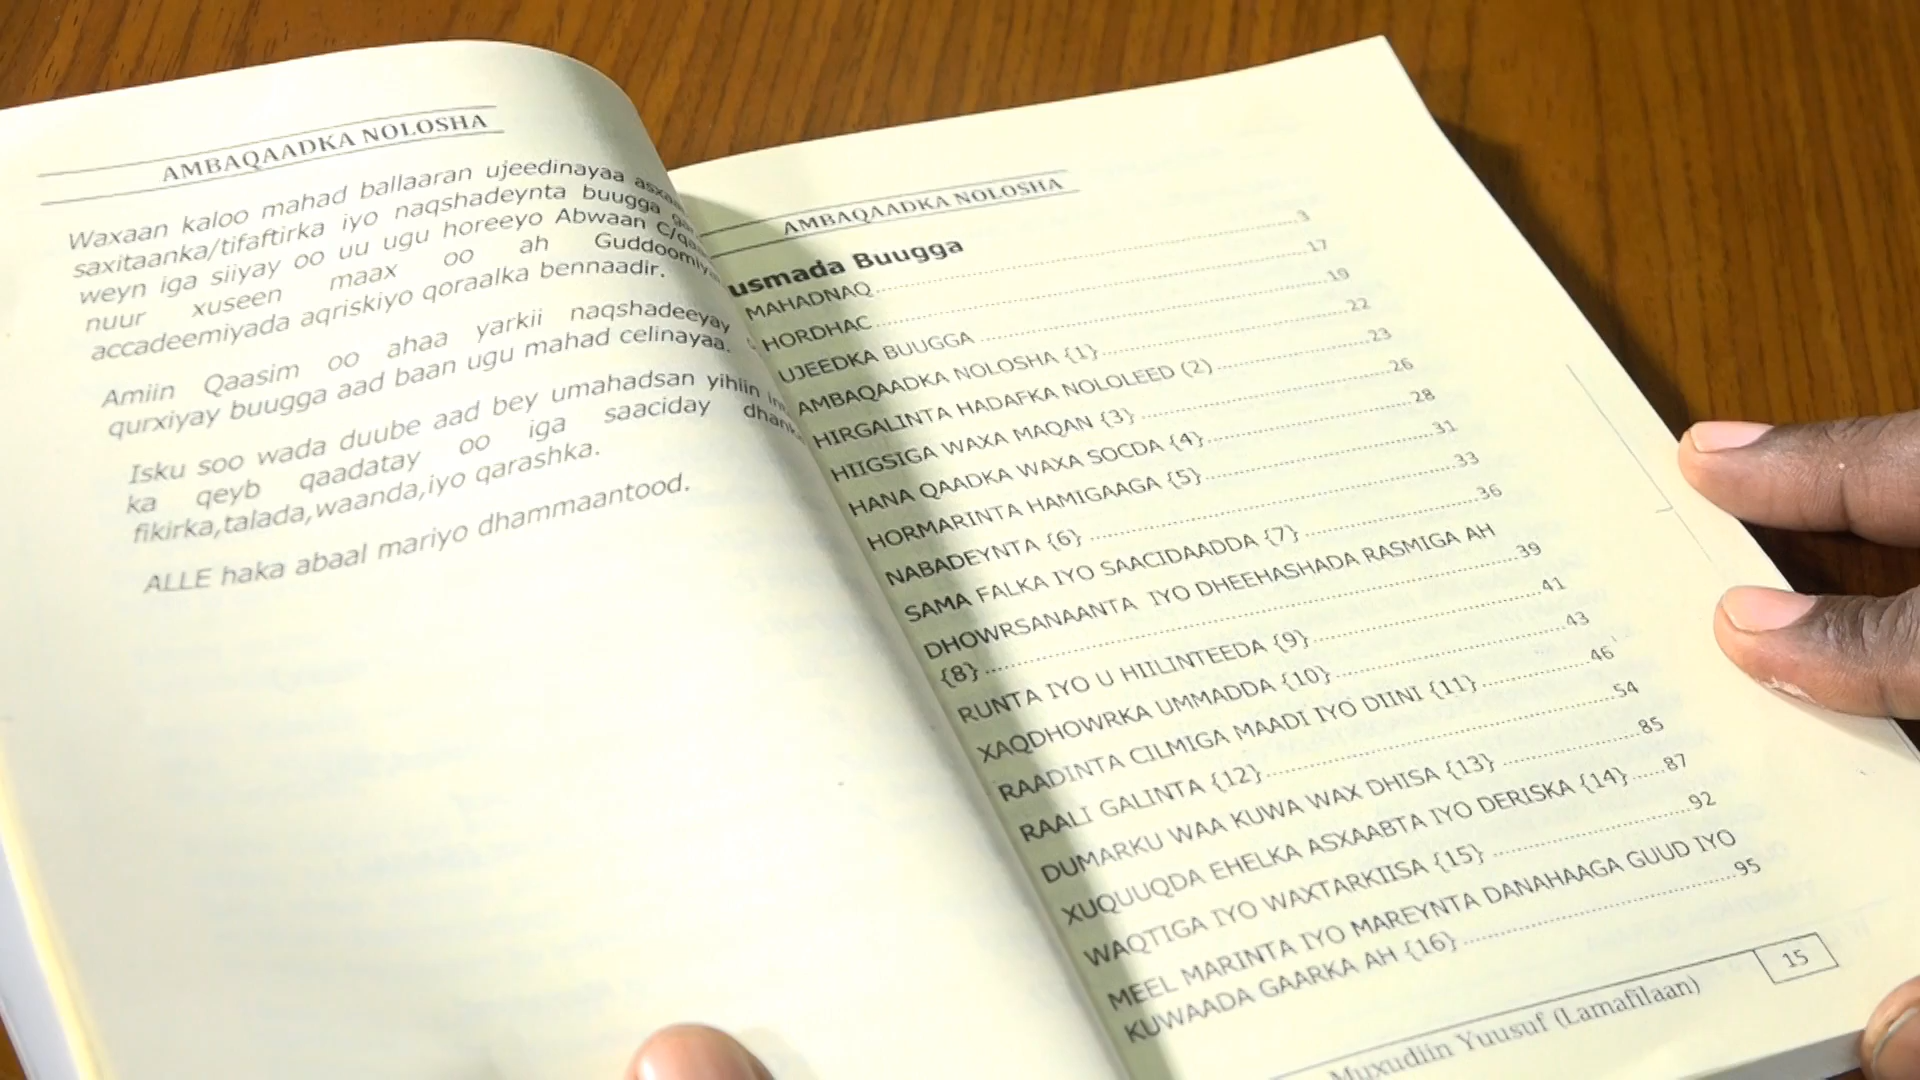 AMBAQAADKA NOLOSHA
Waxaan kaloo mahad ballaaran ujeedinayaa
saxitaanka/tifaftirka iyo naqshadeynta buugga
weyn iga siiyay oo uu ugu horeeyo Abwaan
nuur xuseen maax oo ah
accadeemiyada aqriskiyo qoraalka bennaadir.
Amiin Qaasim oo ahaa yarkii naqshadeeyay
qurxiyay buugga aad baan ugu mahad celinayaa.
Isku soo wada duube aad bey umahadsan yihiin
ka qeyb qaadatay oo iga saaciday
fikirka,talada,waanda,iyo qarashka.
ALLE haka abaal mariyo dhammaantood.
AMBAQAADKA NOLOSHA
usmada Buugga
MAHADNAQ ........ 3
HORDHAC ........ 17
UJEEDKA BUUGGA ........ 19
AMBAQAADKA NOLOSHA {1} ........ 22
HIRGALINTA HADAFKA NOLOLEED (2) ........ 23
HIIGSIGA WAXA MAQAN {3} ........ 26
HANA QAADKA WAXA SOCDA {4} ........ 28
HORMARINTA HAMIGAAGA {5} ........ 31
NABADEYNTA {6} ........ 33
SAMA FALKA IYO SAACIDAADDA {7} ........ 36
DHOWRSANAANTA IYO DHEEHASHADA RASMIGA AH
{8} ........ 39
RUNTA IYO U HIILINTEEDA {9} ........ 41
XAQDHOWRKA UMMADDA {10} ........ 43
RAADINTA CILMIGA MAADI IYO DIINI {11} ........ 46
RAALI GALINTA {12} ........ 54
DUMARKU WAA KUWA WAX DHISA {13} ........ 85
XUQUUQDA EHELKA ASXAABTA IYO DERISKA {14} ...... 87
WAQTIGA IYO WAXTARKIISA {15} ........ 92
MEEL MARINTA IYO MAREYNTA DANAHAAGA GUUD IYO
KUWAADA GAARKA AH {16} ........ 95
Muxudiin Yuusuf (Lamafilaan)
15